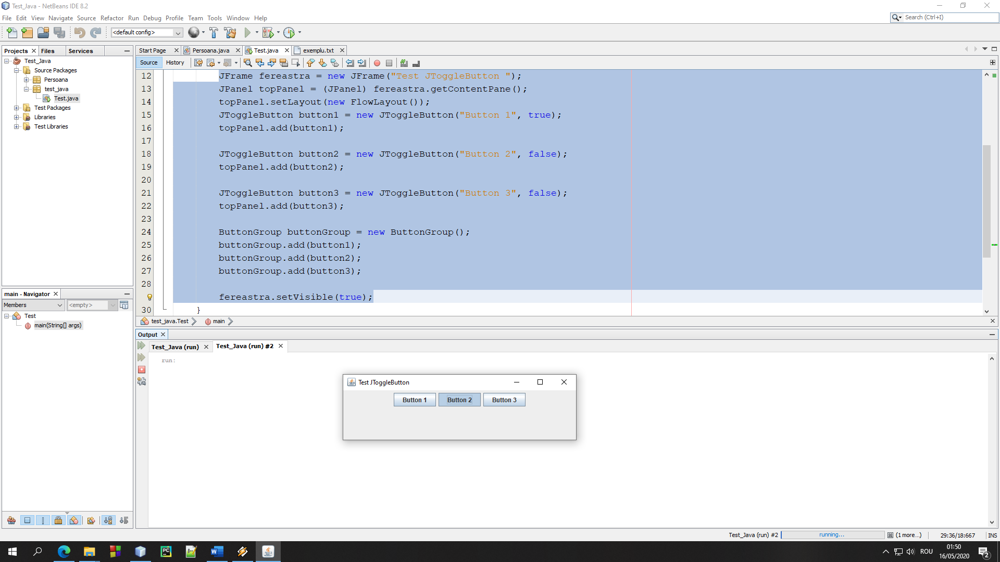 Test_Java - NetBeans IDE 8.2
File Edit View Navigate Source Refactor Run Debug Profile Team Tools Window Help
Search (Ctrl+I)
<default config>
Projects Files Services
Test_Java
Source Packages
Persoana
test_java
Test.java
Test Packages
Libraries
Test Libraries
main - Navigator
Members <empty>
Test
main(String[] args)
Start Page Persoana.java Test.java exemplu.txt
Source History
12 JFrame fereastra = new JFrame("Test JToggleButton ");
13 JPanel topPanel = (JPanel) fereastra.getContentPane();
14 topPanel.setLayout(new FlowLayout());
15 JToggleButton button1 = new JToggleButton("Button 1", true);
16 topPanel.add(button1);
17
18 JToggleButton button2 = new JToggleButton("Button 2", false);
19 topPanel.add(button2);
20
21 JToggleButton button3 = new JToggleButton("Button 3", false);
22 topPanel.add(button3);
23
24 ButtonGroup buttonGroup = new ButtonGroup();
25 buttonGroup.add(button1);
26 buttonGroup.add(button2);
27 buttonGroup.add(button3);
28
fereastra.setVisible(true);
30 }
test_java.Test main
Output
Test_Java (run) Test_Java (run) #2
run:
Test JToggleButton
Button 1 Button 2 Button 3
Test_Java (run) #2 running... (1 more...) 29:36/18:667 INS
ROU
01:50
16/05/2020
2